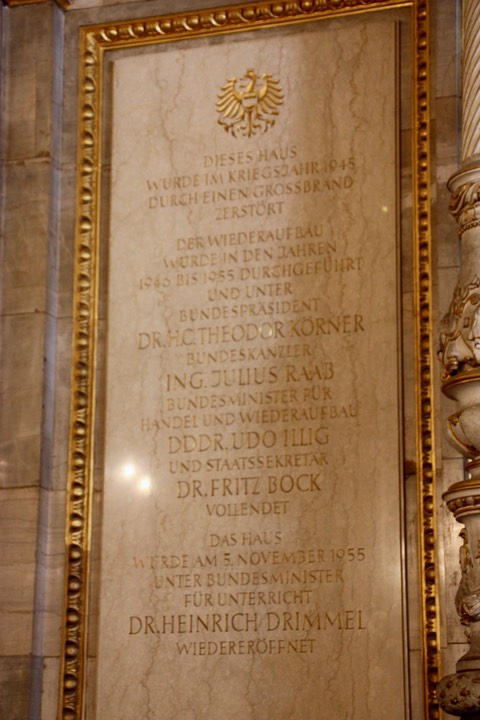 DIESES HAUS
WURDE IM KRIEGSJAHR 1945
DURCH EINEN GROSSBRAND
ZERSTÖRT
DER WIEDERAUFBAU
WURDE IN DEN JAHREN
1946 BIS 1955 DURCHGEFÜHRT
UND UNTER
BUNDESPRÄSIDENT
DR.H.C.THEODOR KÖRNER
BUNDESKANZLER
ING. JULIUS RAAB
BUNDESMINISTER FÜR
HANDEL UND WIEDERAUFBAU
DDDR. UDO ILLIG
UND STAATSSEKRETÄR
DR. FRITZ BOCK
VOLLENDET
DAS HAUS
WURDE AM 5. NOVEMBER 1955
UNTER BUNDESMINISTER
FÜR UNTERRICHT
DR. HEINRICH DRIMMEL
WIEDERERÖFFNET